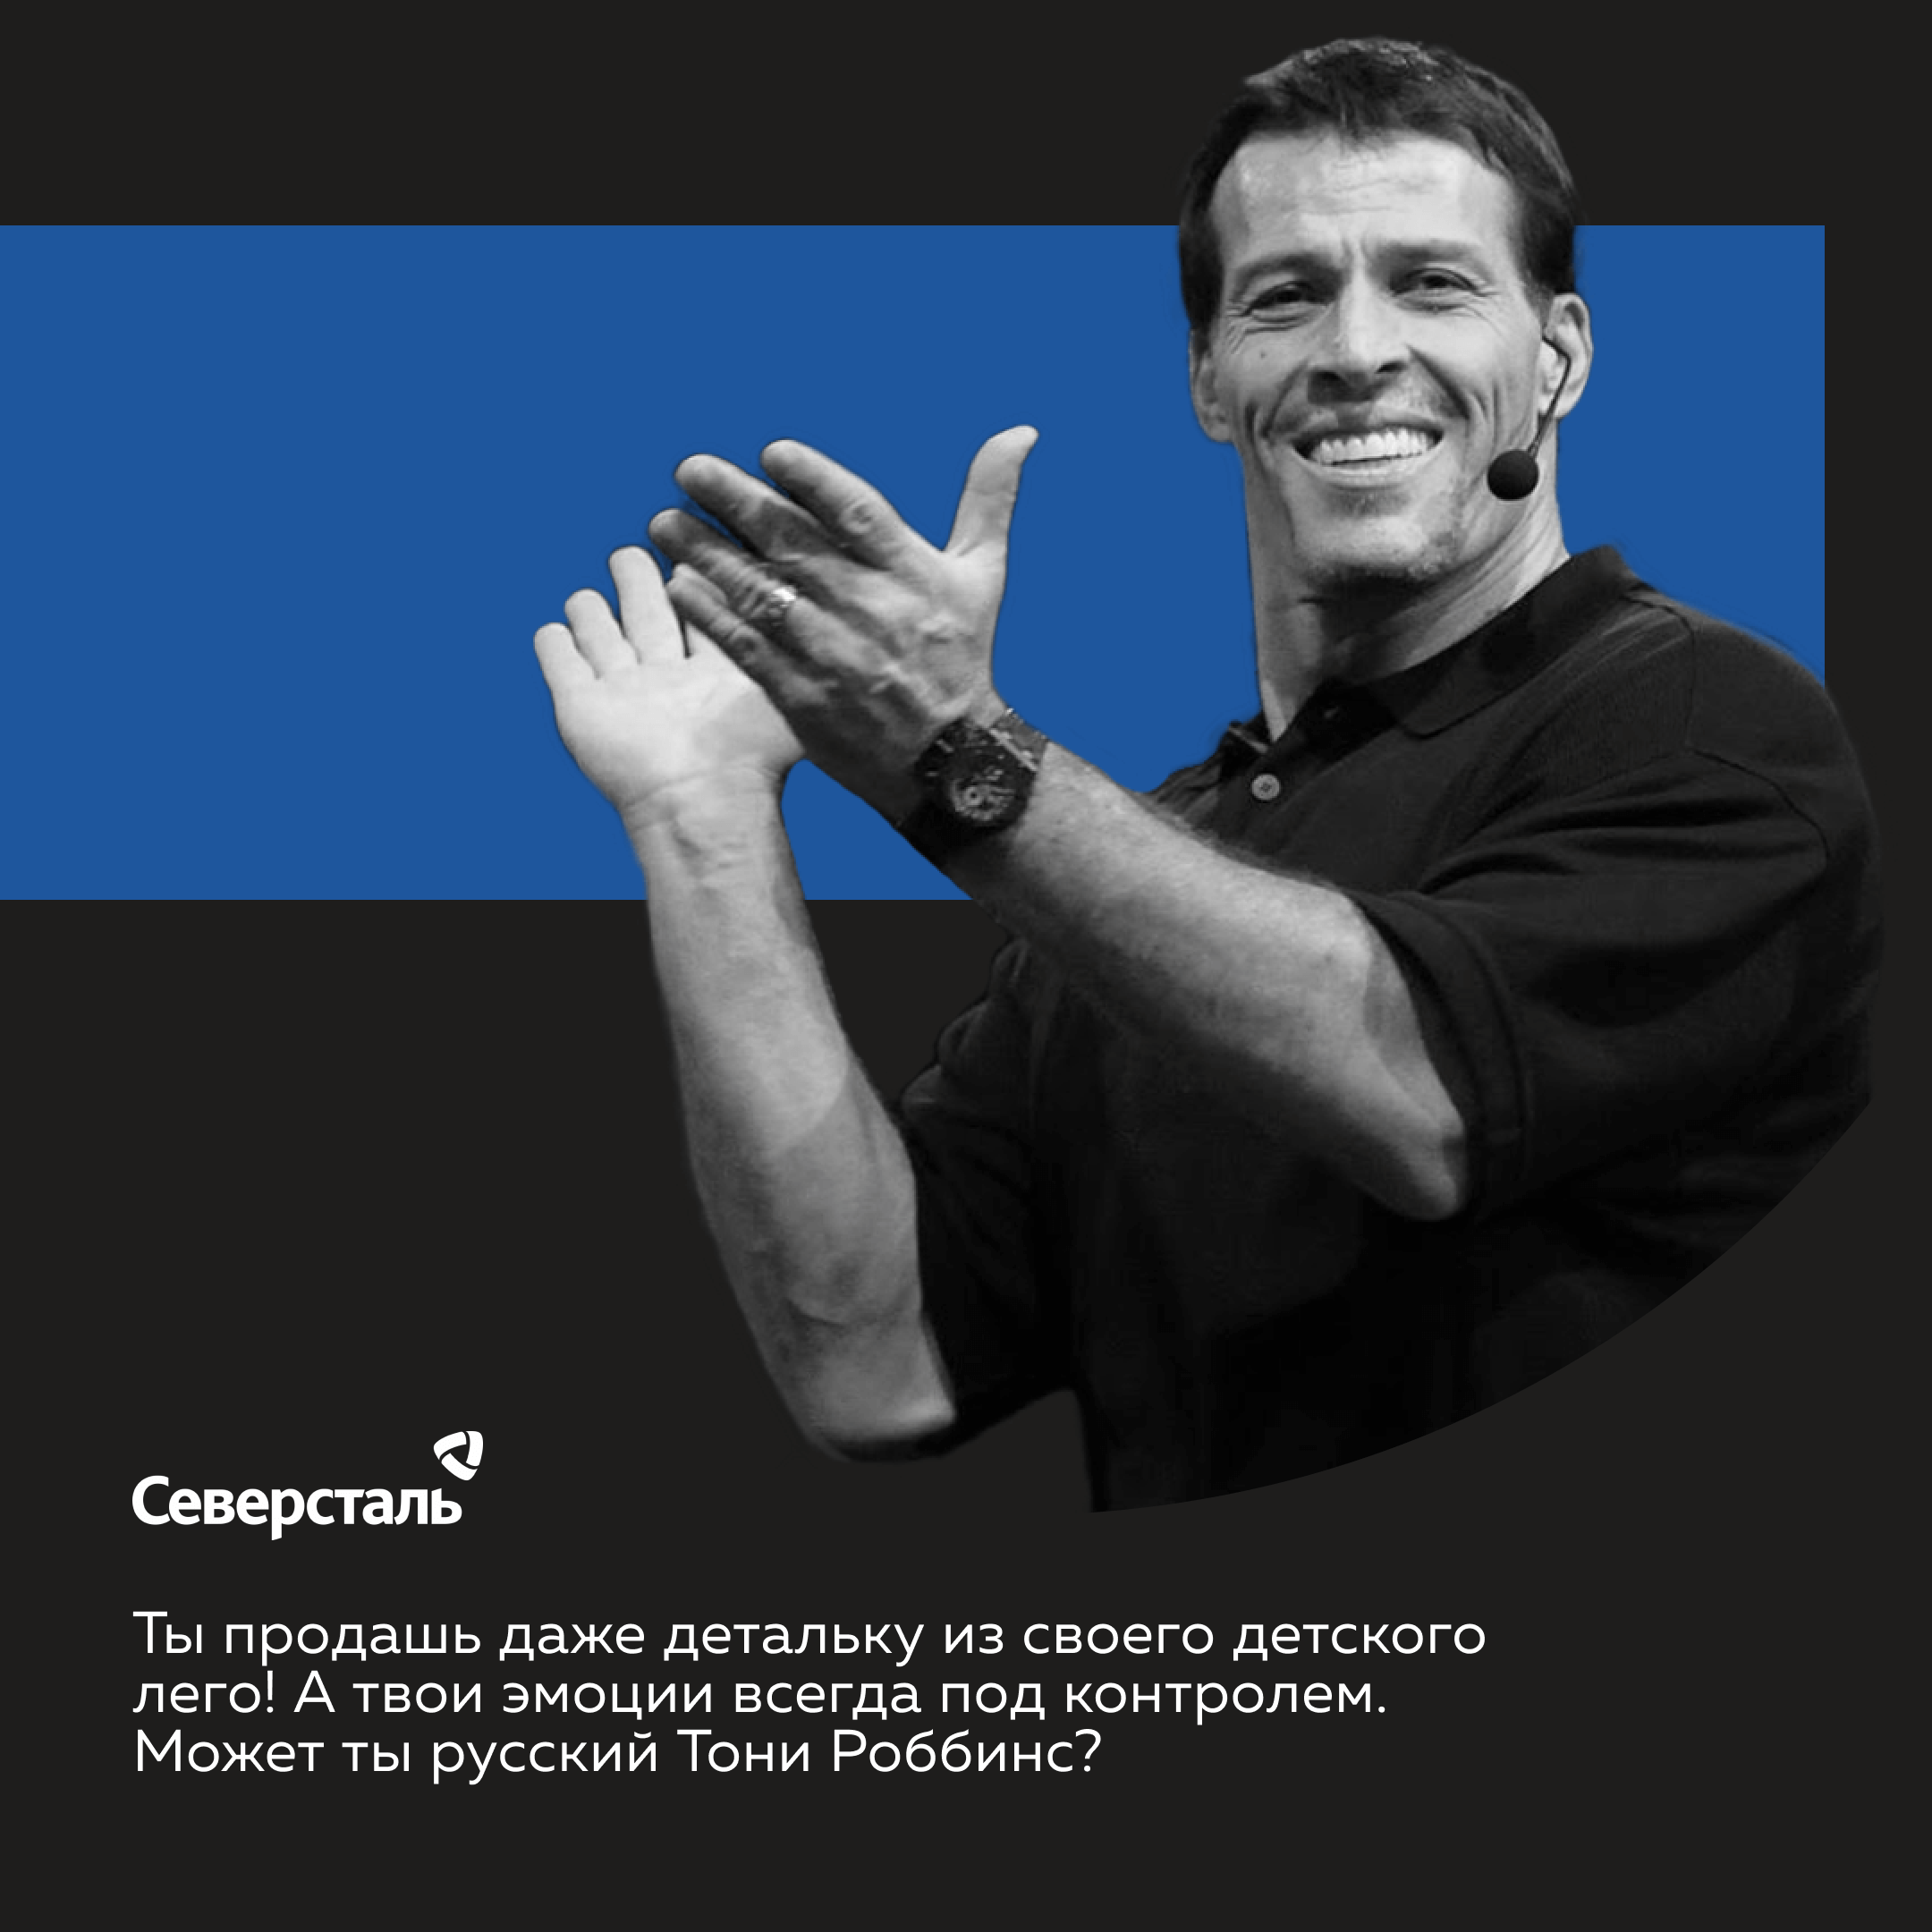 Северсталь
Ты продашь даже детальку из своего детского
лего! А твои эмоции всегда под контролем.
Может ты русский Тони Роббинс?